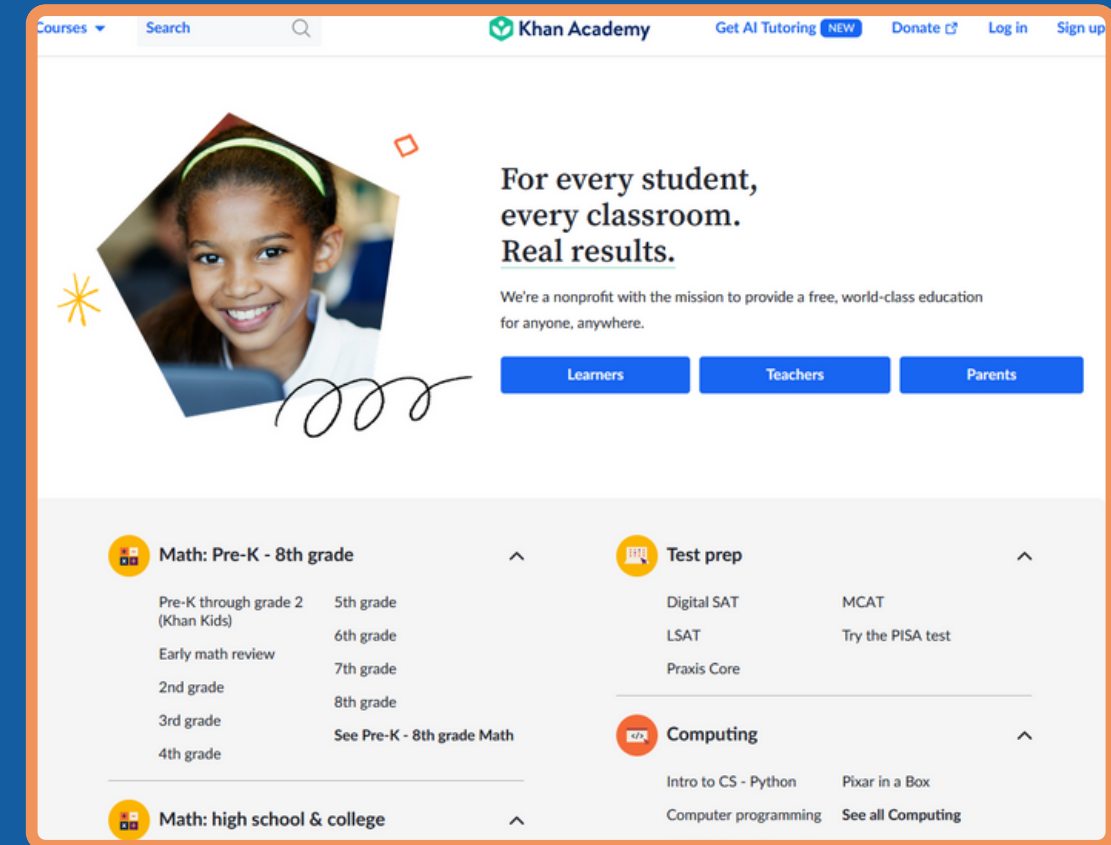 Courses
Search
Khan Academy
Get AI Tutoring NEW
Donate
Log in
Sign up
For every student,
every classroom.
Real results.
We're a nonprofit with the mission to provide a free, world-class education
for anyone, anywhere.
Learners
Teachers
Parents
Math: Pre-K - 8th grade
Pre-K through grade 2
(Khan Kids)
Early math review
2nd grade
3rd grade
4th grade
5th grade
6th grade
7th grade
8th grade
See Pre-K - 8th grade Math
Math: high school & college
Test prep
Digital SAT
LSAT
Praxis Core
MCAT
Try the PISA test
Computing
Intro to CS - Python
Computer programming
Pixar in a Box
See all Computing